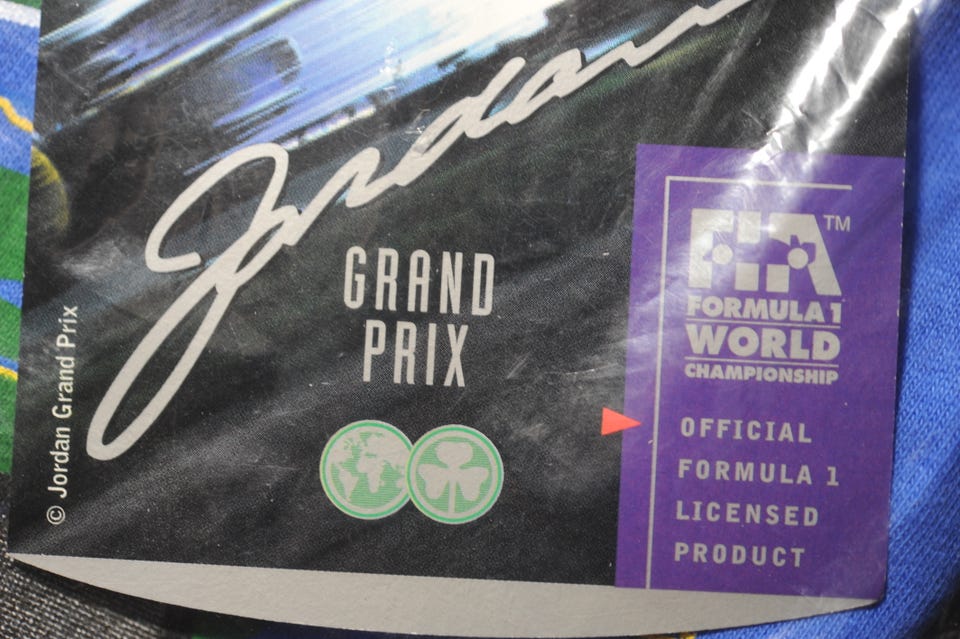 Jordan
GRAND
PRIX
© Jordan Grand Prix
FIA™
FORMULA 1
WORLD
CHAMPIONSHIP
OFFICIAL
FORMULA 1
LICENSED
PRODUCT